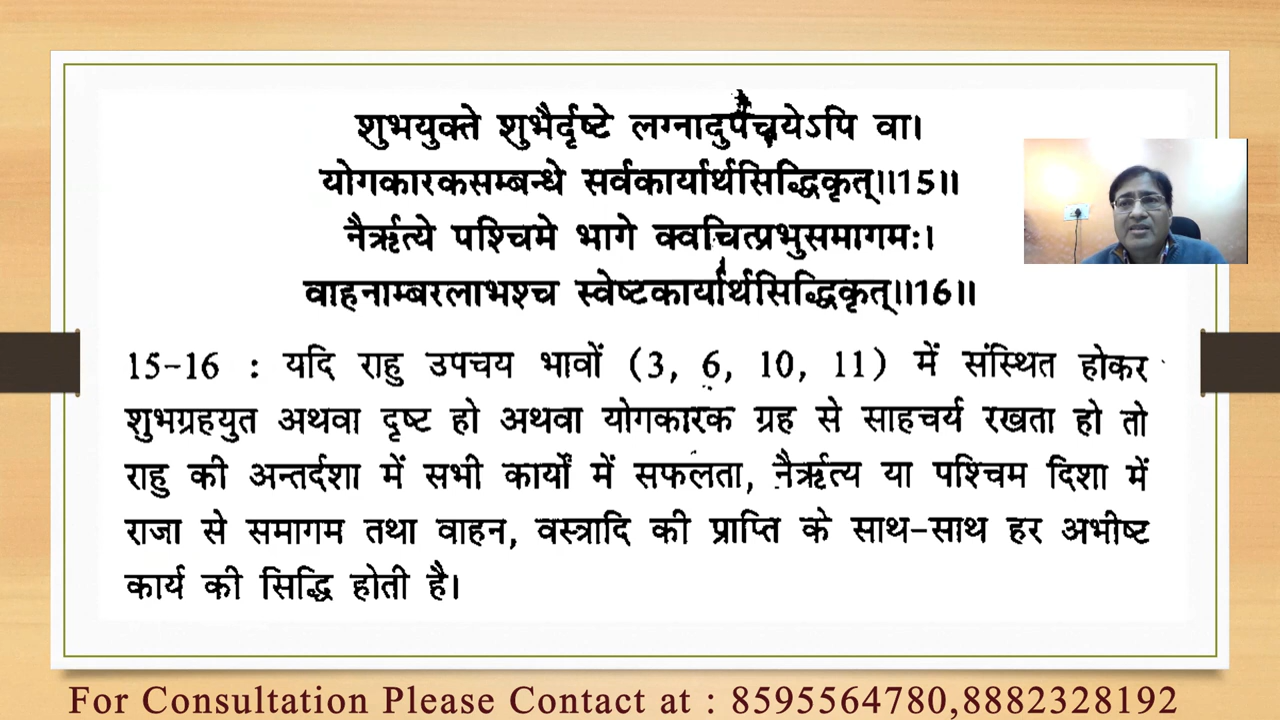 शुभयुक्ते शुभैर्दृष्टे लग्नादुपचयेऽपि वा।
योगकारकसम्बन्धे सर्वकार्यार्थसिद्धिकृत्॥15॥
नैर्ऋत्ये पश्चिमे भागे क्वचित्प्रभुसमागमः।
वाहनाम्बरलाभश्च स्वेष्टकार्यार्थसिद्धिकृत्॥16॥
15-16 : यदि राहु उपचय भावों (3, 6, 10, 11) में संस्थित होकर
शुभग्रहयुत अथवा दृष्ट हो अथवा योगकारक ग्रह से साहचर्य रखता हो तो
राहु की अन्तर्दशा में सभी कार्यों में सफलता, नैर्ऋत्य या पश्चिम दिशा में
राजा से समागम तथा वाहन, वस्त्रादि की प्राप्ति के साथ-साथ हर अभीष्ट
कार्य की सिद्धि होती है।
For Consultation Please Contact at : 8595564780,8882328192